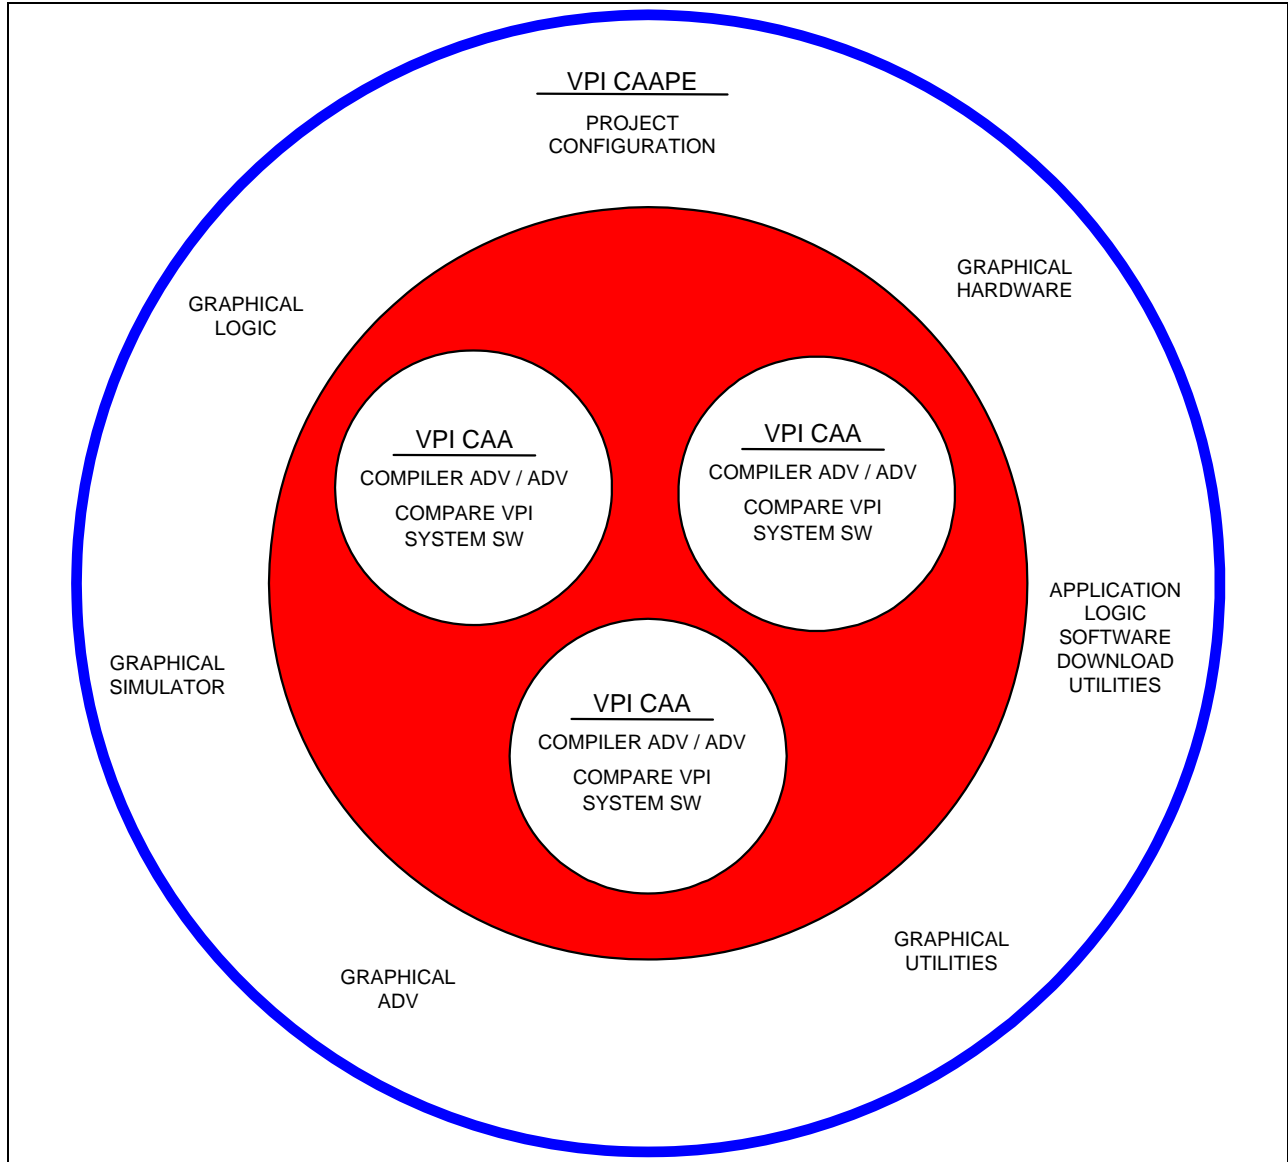 VPI CAAPE
PROJECT
CONFIGURATION
GRAPHICAL
HARDWARE
GRAPHICAL
LOGIC
VPI CAA
COMPILER ADV / ADV
COMPARE VPI
SYSTEM SW
VPI CAA
COMPILER ADV / ADV
COMPARE VPI
SYSTEM SW
APPLICATION
LOGIC
SOFTWARE
DOWNLOAD
UTILITIES
GRAPHICAL
SIMULATOR
VPI CAA
COMPILER ADV / ADV
COMPARE VPI
SYSTEM SW
GRAPHICAL
UTILITIES
GRAPHICAL
ADV